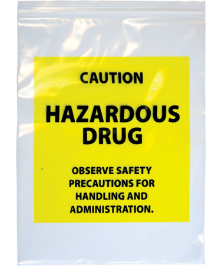 CAUTION
HAZARDOUS
DRUG
OBSERVE SAFETY
PRECAUTIONS FOR
HANDLING AND
ADMINISTRATION.